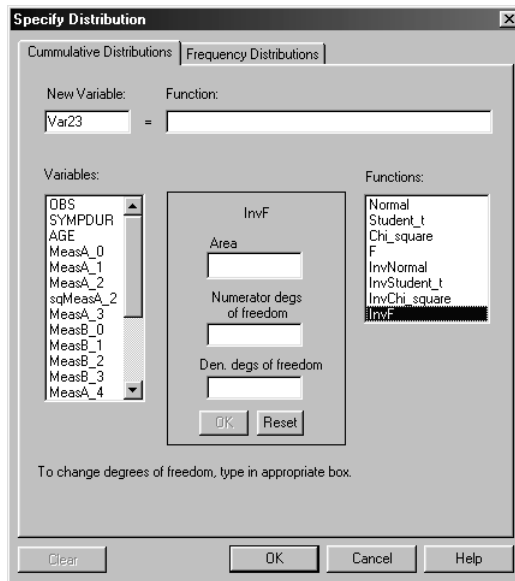 Specify Distribution
Cummulative Distributions
Frequency Distributions
New Variable:
Function:
Var23
=
Variables:
OBS
SYMPDUR
AGE
MeasA_0
MeasA_1
MeasA_2
sqMeasA_2
MeasA_3
MeasB_0
MeasB_1
MeasB_2
MeasB_3
MeasA_4
InvF
Area
Numerator degs
of freedom
Den. degs of freedom
OK
Reset
Functions:
Normal
Student_t
Chi_square
F
InvNormal
InvStudent_t
InvChi_square
InvF
To change degrees of freedom, type in appropriate box.
Clear
OK
Cancel
Help